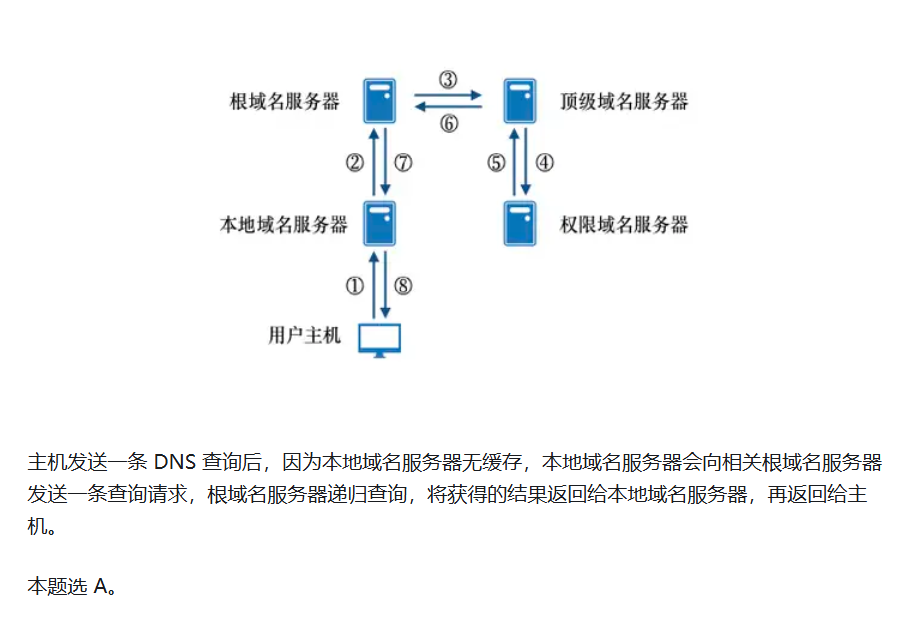 ③
根域名服务器
顶级域名服务器
⑥
②
⑦
⑤
④
本地域名服务器
权限域名服务器
①
⑧
用户主机
主机发送一条 DNS 查询后，因为本地域名服务器无缓存，本地域名服务器会向相关根域名服务器
发送一条查询请求，根域名服务器递归查询，将获得的结果返回给本地域名服务器，再返回给主
机。
本题选 A。